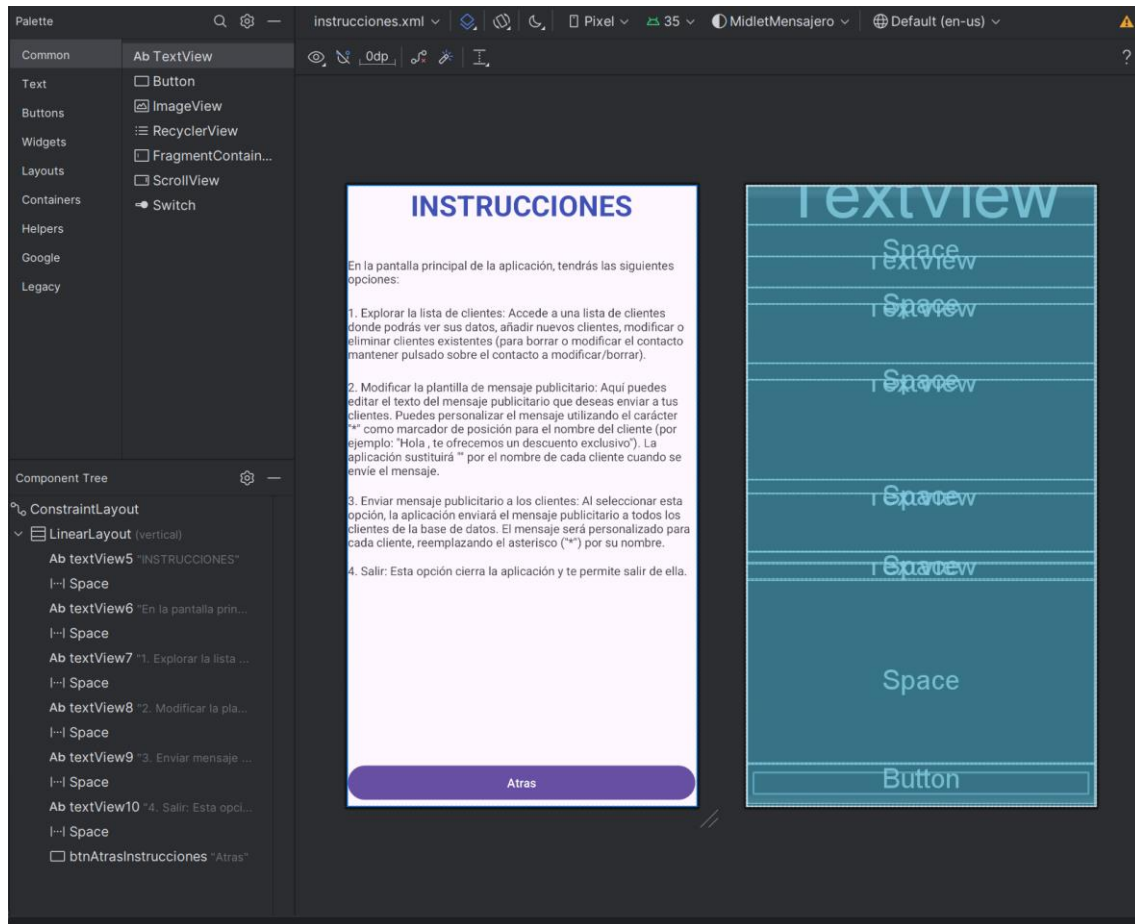 Palette
instrucciones.xml
Pixel
35
MidletMensajero
Default (en-us)
Common
Text
Buttons
Widgets
Layouts
Containers
Helpers
Google
Legacy
Ab TextView
Button
ImageView
RecyclerView
FragmentContain...
ScrollView
Switch
0dp
?
INSTRUCCIONES
En la pantalla principal de la aplicación, tendrás las siguientes
opciones:
1. Explorar la lista de clientes: Accede a una lista de clientes
donde podrás ver sus datos, añadir nuevos clientes, modificar o
eliminar clientes existentes (para borrar o modificar el contacto
mantener pulsado sobre el contacto a modificar/borrar).
2. Modificar la plantilla de mensaje publicitario: Aquí puedes
editar el texto del mensaje publicitario que deseas enviar a tus
clientes. Puedes personalizar el mensaje utilizando el carácter
"*" como marcador de posición para el nombre del cliente (por
ejemplo: "Hola , te ofrecemos un descuento exclusivo"). La
aplicación sustituirá "" por el nombre de cada cliente cuando se
envíe el mensaje.
3. Enviar mensaje publicitario a los clientes: Al seleccionar esta
opción, la aplicación enviará el mensaje publicitario a todos los
clientes de la base de datos. El mensaje será personalizado para
cada cliente, reemplazando el asterisco ("*") por su nombre.
4. Salir: Esta opción cierra la aplicación y te permite salir de ella.
Atras
TextView
Space
TextView
Space
TextView
Space
TextView
Space
TextView
Space
TextView
Space
Button
Component Tree
ConstraintLayout
LinearLayout (vertical)
Ab textView5 "INSTRUCCIONES"
Space
Ab textView6 "En la pantalla prin...
Space
Ab textView7 "1. Explorar la lista ...
Space
Ab textView8 "2. Modificar la pla...
Space
Ab textView9 "3. Enviar mensaje ...
Space
Ab textView10 "4. Salir: Esta opci...
Space
btnAtrasInstrucciones "Atras"